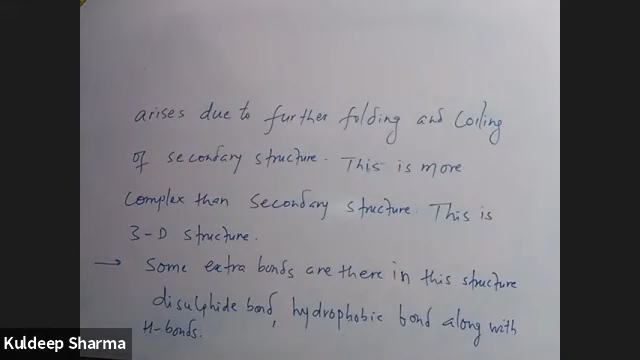 arises due to further folding and coiling
of secondary structure. This is more
complex than secondary structure. This is
3-D structure.
→ Some extra bonds are there in this structure
disulphide bond, hydrophobic bond along with
H-bonds.
Kuldeep Sharma